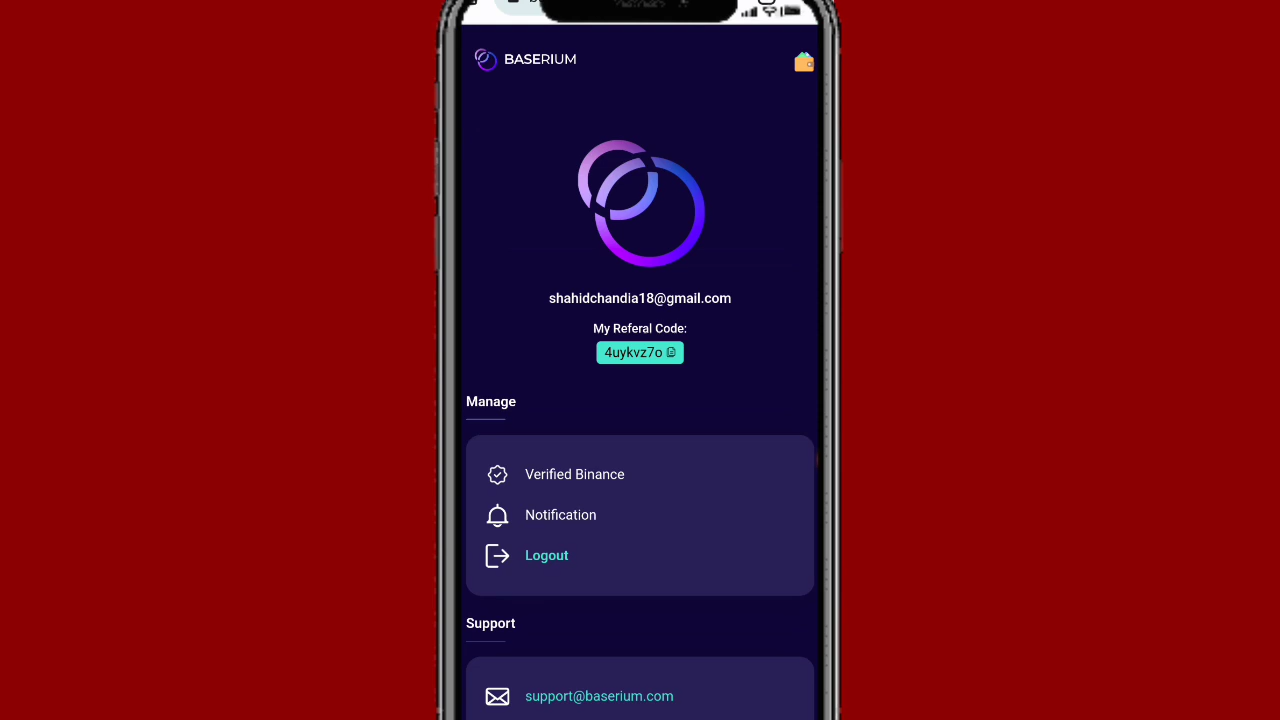 BASERIUM
shahidchandia18@gmail.com
My Referal Code:
4uykvz7o
Manage
Verified Binance
Notification
Logout
Support
support@baserium.com